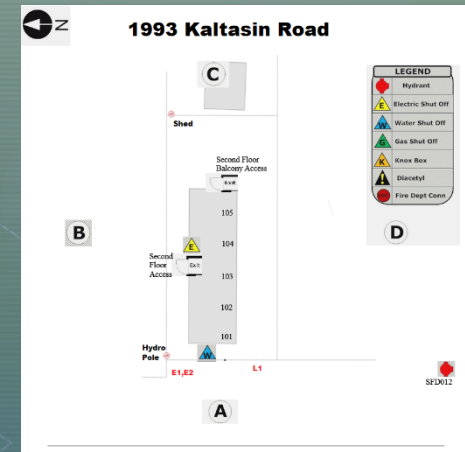 N
1993 Kaltasin Road
C
LEGEND
Hydrant
E Electric Shut Off
W Water Shut Off
G Gas Shut Off
K Knox Box
Diacetyl
Fire Dept Conn
Shed
Second Floor
Balcony Access
Exit
105
B
D
E
104
Second
Floor
Access
Exit
103
102
101
Hydro
Pole
W
E1,E2
L1
SFD012
A